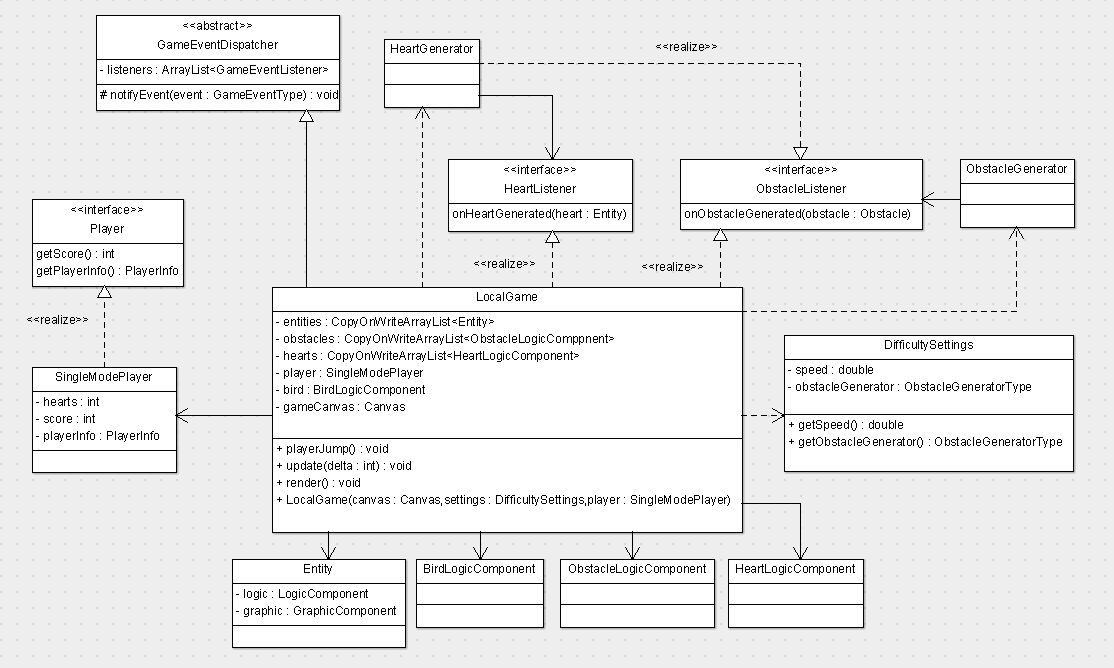 <<abstract>>
GameEventDispatcher
- listeners : ArrayList<GameEventListener>
# notifyEvent(event : GameEventType) : void
HeartGenerator
<<realize>>
<<interface>>
HeartListener
onHeartGenerated(heart : Entity)
<<interface>>
ObstacleListener
onObstacleGenerated(obstacle : Obstacle)
ObstacleGenerator
<<interface>>
Player
getScore() : int
getPlayerInfo() : PlayerInfo
<<realize>>
<<realize>>
<<realize>>
SingleModePlayer
- hearts : int
- score : int
- playerInfo : PlayerInfo
LocalGame
- entities : CopyOnWriteArrayList<Entity>
- obstacles : CopyOnWriteArrayList<ObstacleLogicComppnent>
- hearts : CopyOnWriteArrayList<HeartLogicComponent>
- player : SingleModePlayer
- bird : BirdLogicComponent
- gameCanvas : Canvas
+ playerJump() : void
+ update(delta : int) : void
+ render() : void
+ LocalGame(canvas : Canvas,settings : DifficultySettings,player : SingleModePlayer)
DifficultySettings
- speed : double
- obstacleGenerator : ObstacleGeneratorType
+ getSpeed() : double
+ getObstacleGenerator() : ObstacleGeneratorType
Entity
- logic : LogicComponent
- graphic : GraphicComponent
BirdLogicComponent
ObstacleLogicComponent
HeartLogicComponent